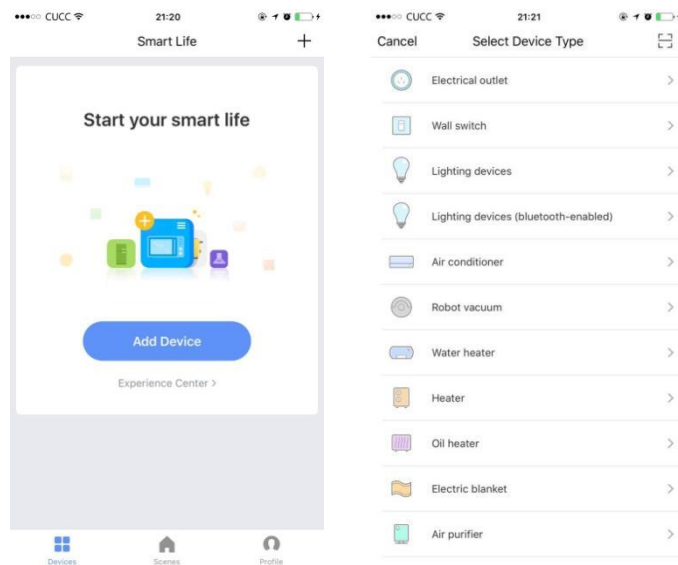 CUCC 21:20
Smart Life
Start your smart life
Add Device
Experience Center >
Devices Scenes Profile
CUCC 21:21
Cancel Select Device Type
Electrical outlet
Wall switch
Lighting devices
Lighting devices (bluetooth-enabled)
Air conditioner
Robot vacuum
Water heater
Heater
Oil heater
Electric blanket
Air purifier